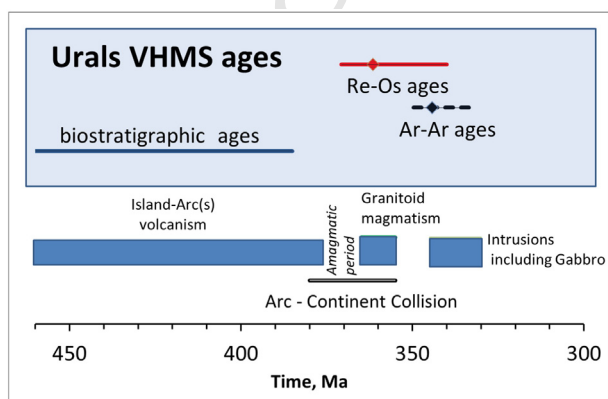 Urals VHMS ages
Re-Os ages
Ar-Ar ages
biostratigraphic ages
Island-Arc(s)
volcanism
Amagmatic
period
Granitoid
magmatism
Intrusions
including Gabbro
Arc - Continent Collision
450
400
350
300
Time, Ma